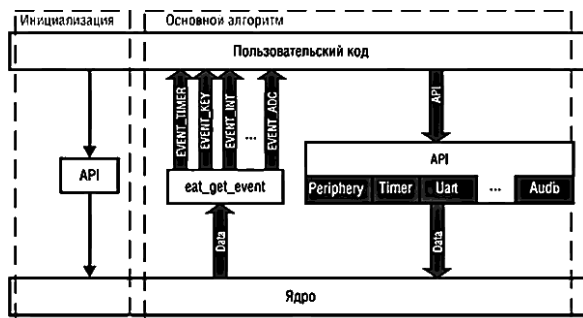 Инициализация
Основной алгоритм
Пользовательский код
EVENT_TIMER
EVENT_KEY
EVENT_INT
...
EVENT_ADC
API
API
eat_get_event
API
Periphery Timer Uart ... Audio
Data
Data
Ядро